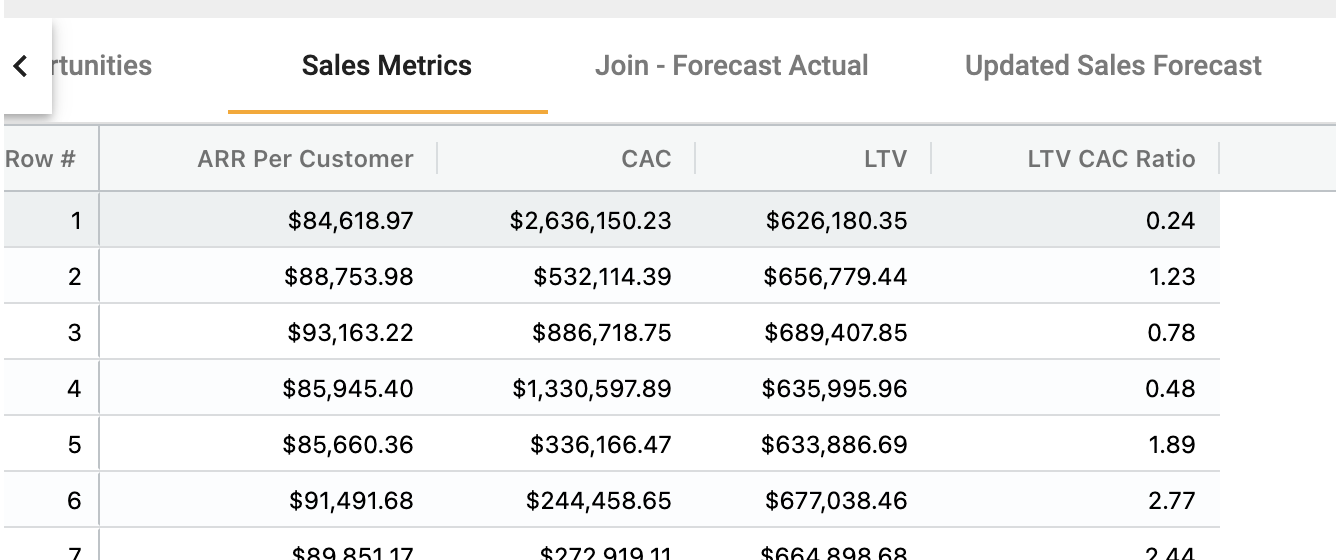 rtunities Sales Metrics Join - Forecast Actual Updated Sales Forecast
Row # ARR Per Customer CAC LTV LTV CAC Ratio
1 $84,618.97 $2,636,150.23 $626,180.35 0.24
2 $88,753.98 $532,114.39 $656,779.44 1.23
3 $93,163.22 $886,718.75 $689,407.85 0.78
4 $85,945.40 $1,330,597.89 $635,995.96 0.48
5 $85,660.36 $336,166.47 $633,886.69 1.89
6 $91,491.68 $244,458.65 $677,038.46 2.77
7 $89,851.17 $272,919.11 $664,898.68 2.44